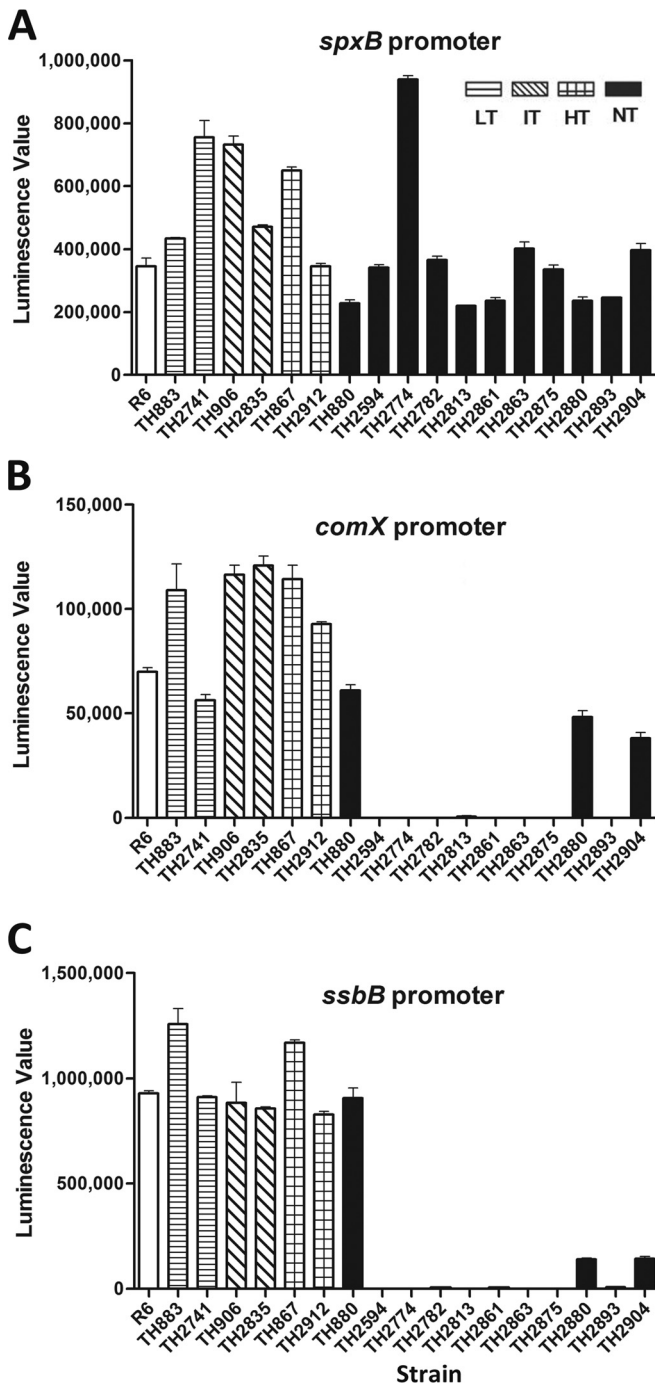 A
spxB promoter
1,000,000
800,000
600,000
400,000
200,000
0
Luminescence Value
LT IT HT NT
R6 TH883 TH2741 TH906 TH2835 TH867 TH2912 TH880 TH2594 TH2774 TH2782 TH2813 TH2861 TH2863 TH2875 TH2880 TH2893 TH2904
B
comX promoter
150,000
100,000
50,000
0
Luminescence Value
R6 TH883 TH2741 TH906 TH2835 TH867 TH2912 TH880 TH2594 TH2774 TH2782 TH2813 TH2861 TH2863 TH2875 TH2880 TH2893 TH2904
C
ssbB promoter
1,500,000
1,000,000
500,000
0
Luminescence Value
R6 TH883 TH2741 TH906 TH2835 TH867 TH2912 TH880 TH2594 TH2774 TH2782 TH2813 TH2861 TH2863 TH2875 TH2880 TH2893 TH2904
Strain